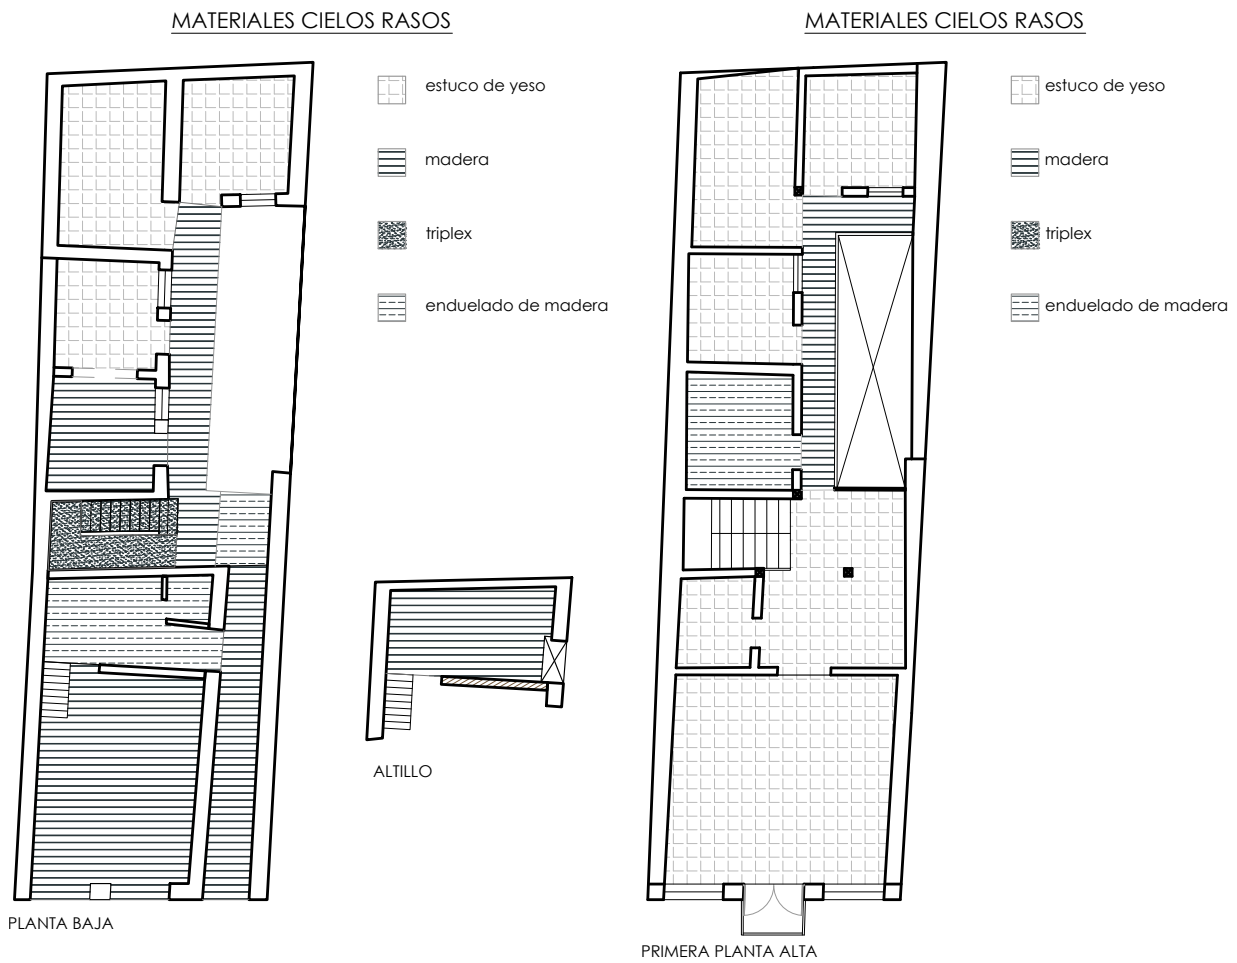 MATERIALES CIELOS RASOS
estuco de yeso
madera
triplex
enduelado de madera
ALTILLO
PLANTA BAJA
MATERIALES CIELOS RASOS
estuco de yeso
madera
triplex
enduelado de madera
PRIMERA PLANTA ALTA